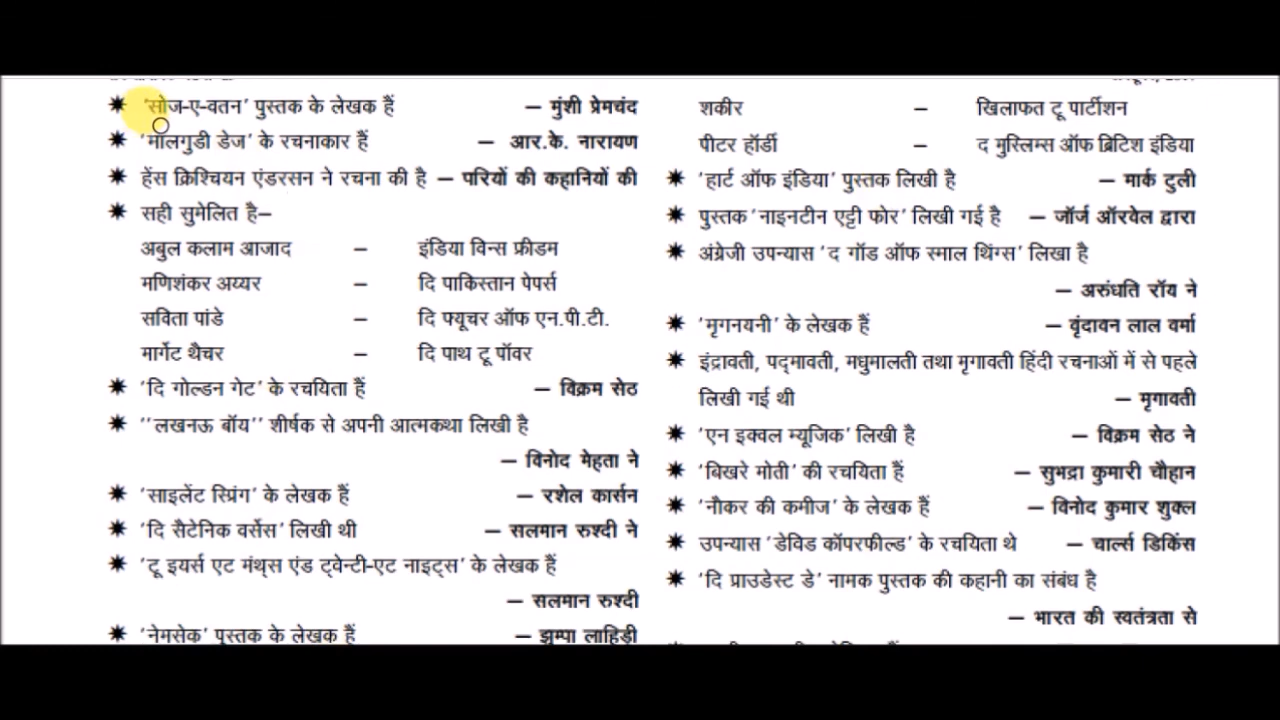 ✷ 'सोज-ए-वतन' पुस्तक के लेखक हैं – मुंशी प्रेमचंद
✷ 'मालगुडी डेज' के रचनाकार हैं – आर.के. नारायण
✷ हेंस क्रिश्चियन एंडरसन ने रचना की है – परियों की कहानियों की
✷ सही सुमेलित है–
अबुल कलाम आजाद – इंडिया विन्स फ्रीडम
मणिशंकर अय्यर – दि पाकिस्तान पेपर्स
सविता पांडे – दि फ्यूचर ऑफ एन.पी.टी.
मार्गेट थैचर – दि पाथ टू पॉवर
✷ 'दि गोल्डन गेट' के रचयिता हैं – विक्रम सेठ
✷ ''लखनऊ बॉय'' शीर्षक से अपनी आत्मकथा लिखी है
– विनोद मेहता ने
✷ 'साइलेंट स्प्रिंग' के लेखक हैं – रशेल कार्सन
✷ 'दि सैटेनिक वर्सेस' लिखी थी – सलमान रुश्दी ने
✷ 'टू इयर्स एट मंथ्स एंड ट्वेन्टी-एट नाइट्स' के लेखक हैं
– सलमान रुश्दी
✷ 'नेमसेक' पुस्तक के लेखक हैं – झुम्पा लाहिड़ी
शकीर – खिलाफत टू पार्टीशन
पीटर हॉर्डी – द मुस्लिम्स ऑफ ब्रिटिश इंडिया
✷ 'हार्ट ऑफ इंडिया' पुस्तक लिखी है – मार्क टुली
✷ पुस्तक 'नाइनटीन एट्टी फोर' लिखी गई है – जॉर्ज ऑरवेल द्वारा
✷ अंग्रेजी उपन्यास 'द गॉड ऑफ स्माल थिंग्स' लिखा है
– अरुंधति रॉय ने
✷ 'मृगनयनी' के लेखक हैं – वृंदावन लाल वर्मा
✷ इंद्रावती, पद्मावती, मधुमालती तथा मृगावती हिंदी रचनाओं में से पहले
लिखी गई थी – मृगावती
✷ 'एन इक्वल म्यूजिक' लिखी है – विक्रम सेठ ने
✷ 'बिखरे मोती' की रचयिता हैं – सुभद्रा कुमारी चौहान
✷ 'नौकर की कमीज' के लेखक हैं – विनोद कुमार शुक्ल
✷ उपन्यास 'डेविड कॉपरफील्ड' के रचयिता थे – चार्ल्स डिकिंस
✷ 'दि प्राउडेस्ट डे' नामक पुस्तक की कहानी का संबंध है
– भारत की स्वतंत्रता से